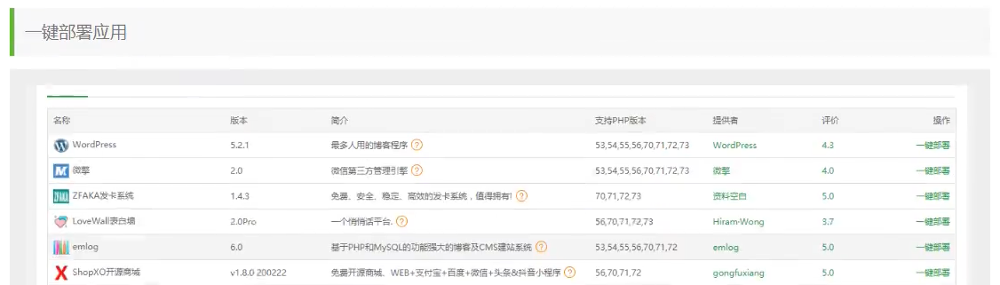 一键部署应用
名称 版本 简介 支持PHP版本 提供者 评价 操作
WordPress 5.2.1 最多人用的博客程序 ? 53,54,55,56,70,71,72,73 WordPress 4.3 一键部署
微擎 2.0 微信第三方管理引擎 ? 53,54,55,56,70,71,72,73 微擎 4.0 一键部署
ZFAKA发卡系统 1.4.3 免费、安全、稳定、高效的发卡系统，值得拥有! ? 70,71,72,73 资料空白 5.0 一键部署
LoveWall表白墙 2.0Pro 一个悄悄话平台. ? 56,70,71,72,73 Hiram-Wong 3.7 一键部署
emlog 6.0 基于PHP和MySQL的功能强大的博客及CMS建站系统 ? 53,54,55,56,70,71,72 emlog 5.0 一键部署
ShopXO开源商城 v1.8.0-200222 免费开源商城、WEB+支付宝+百度+微信+头条&抖音小程序 ? 56,70,71,72 gongfuxiang 5.0 一键部署